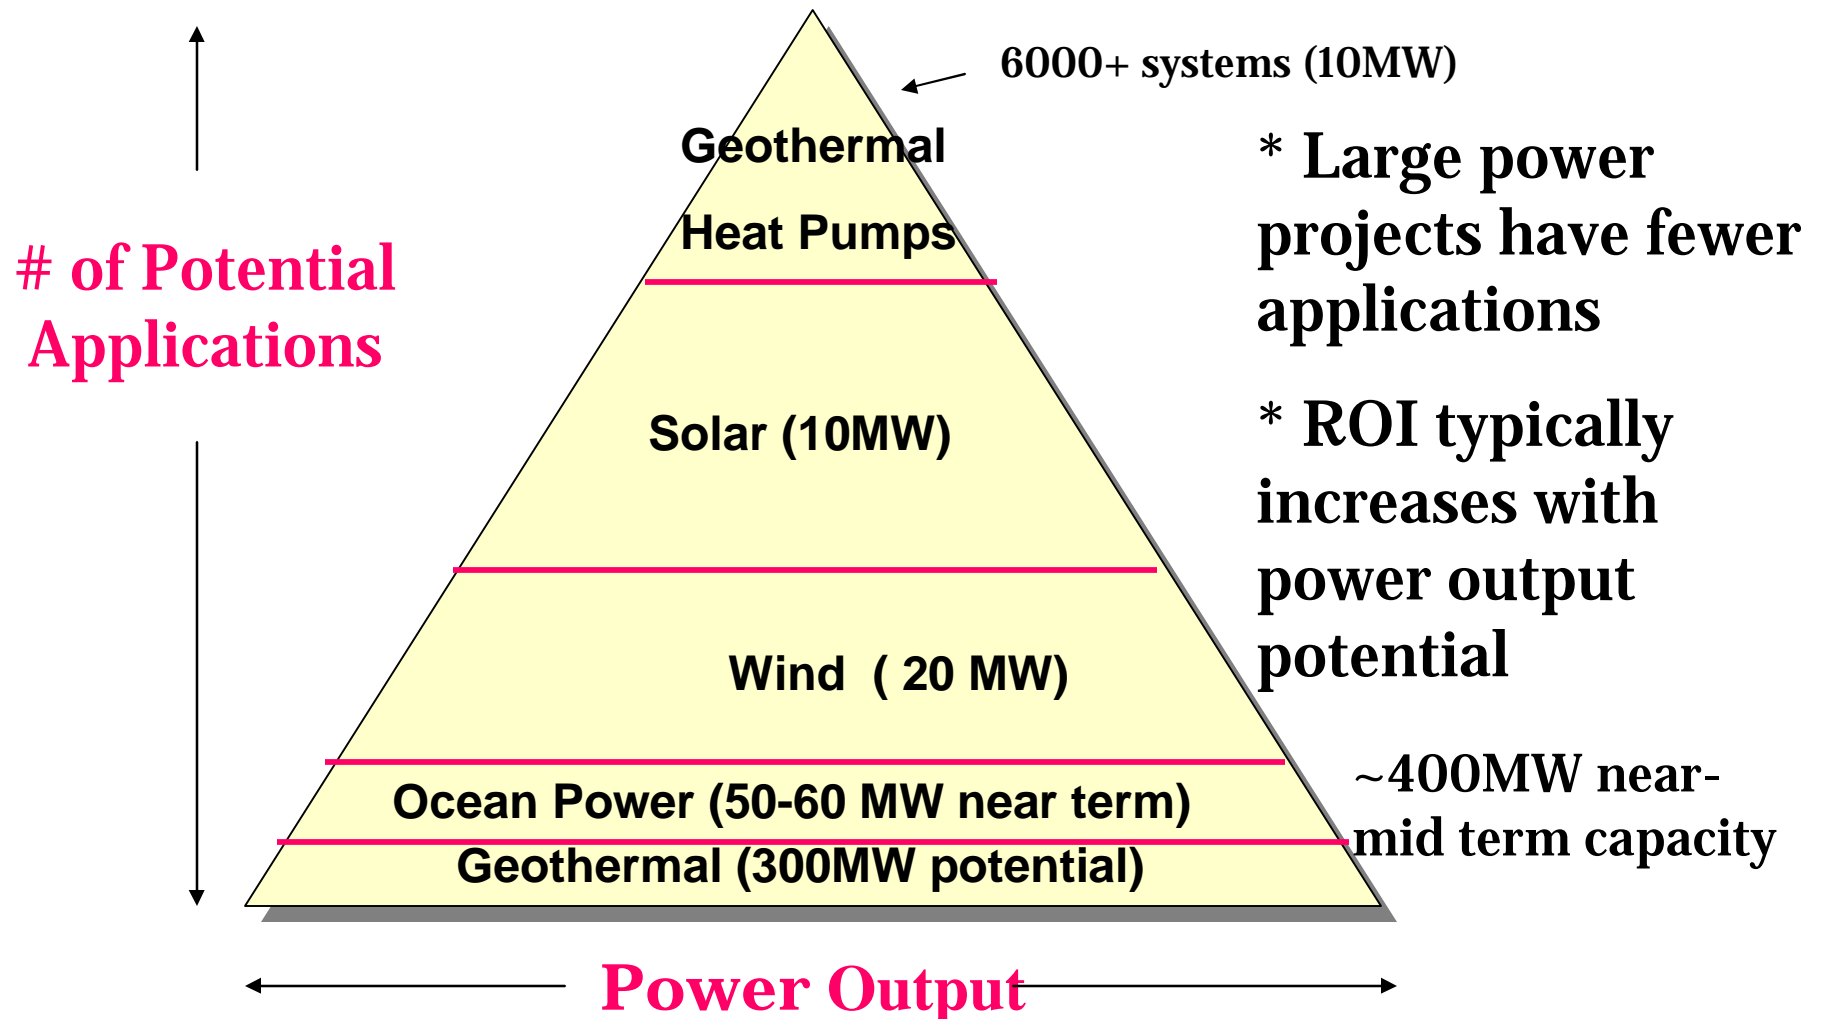 6000+ systems (10MW)
Geothermal
Heat Pumps
# of Potential
Applications
* Large power
projects have fewer
applications
Solar (10MW)
* ROI typically
increases with
power output
potential
Wind ( 20 MW)
Ocean Power (50-60 MW near term)
~400MW near-
mid term capacity
Geothermal (300MW potential)
Power Output